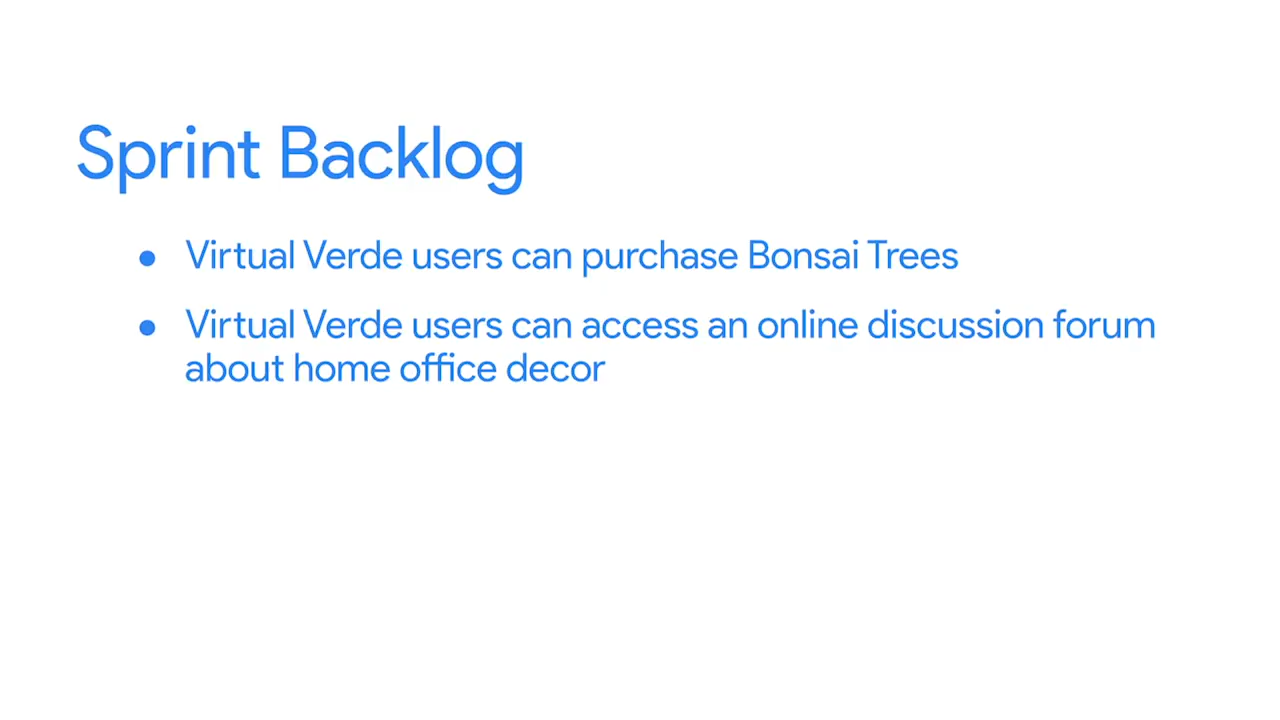 Sprint Backlog
● Virtual Verde users can purchase Bonsai Trees
● Virtual Verde users can access an online discussion forum
about home office decor